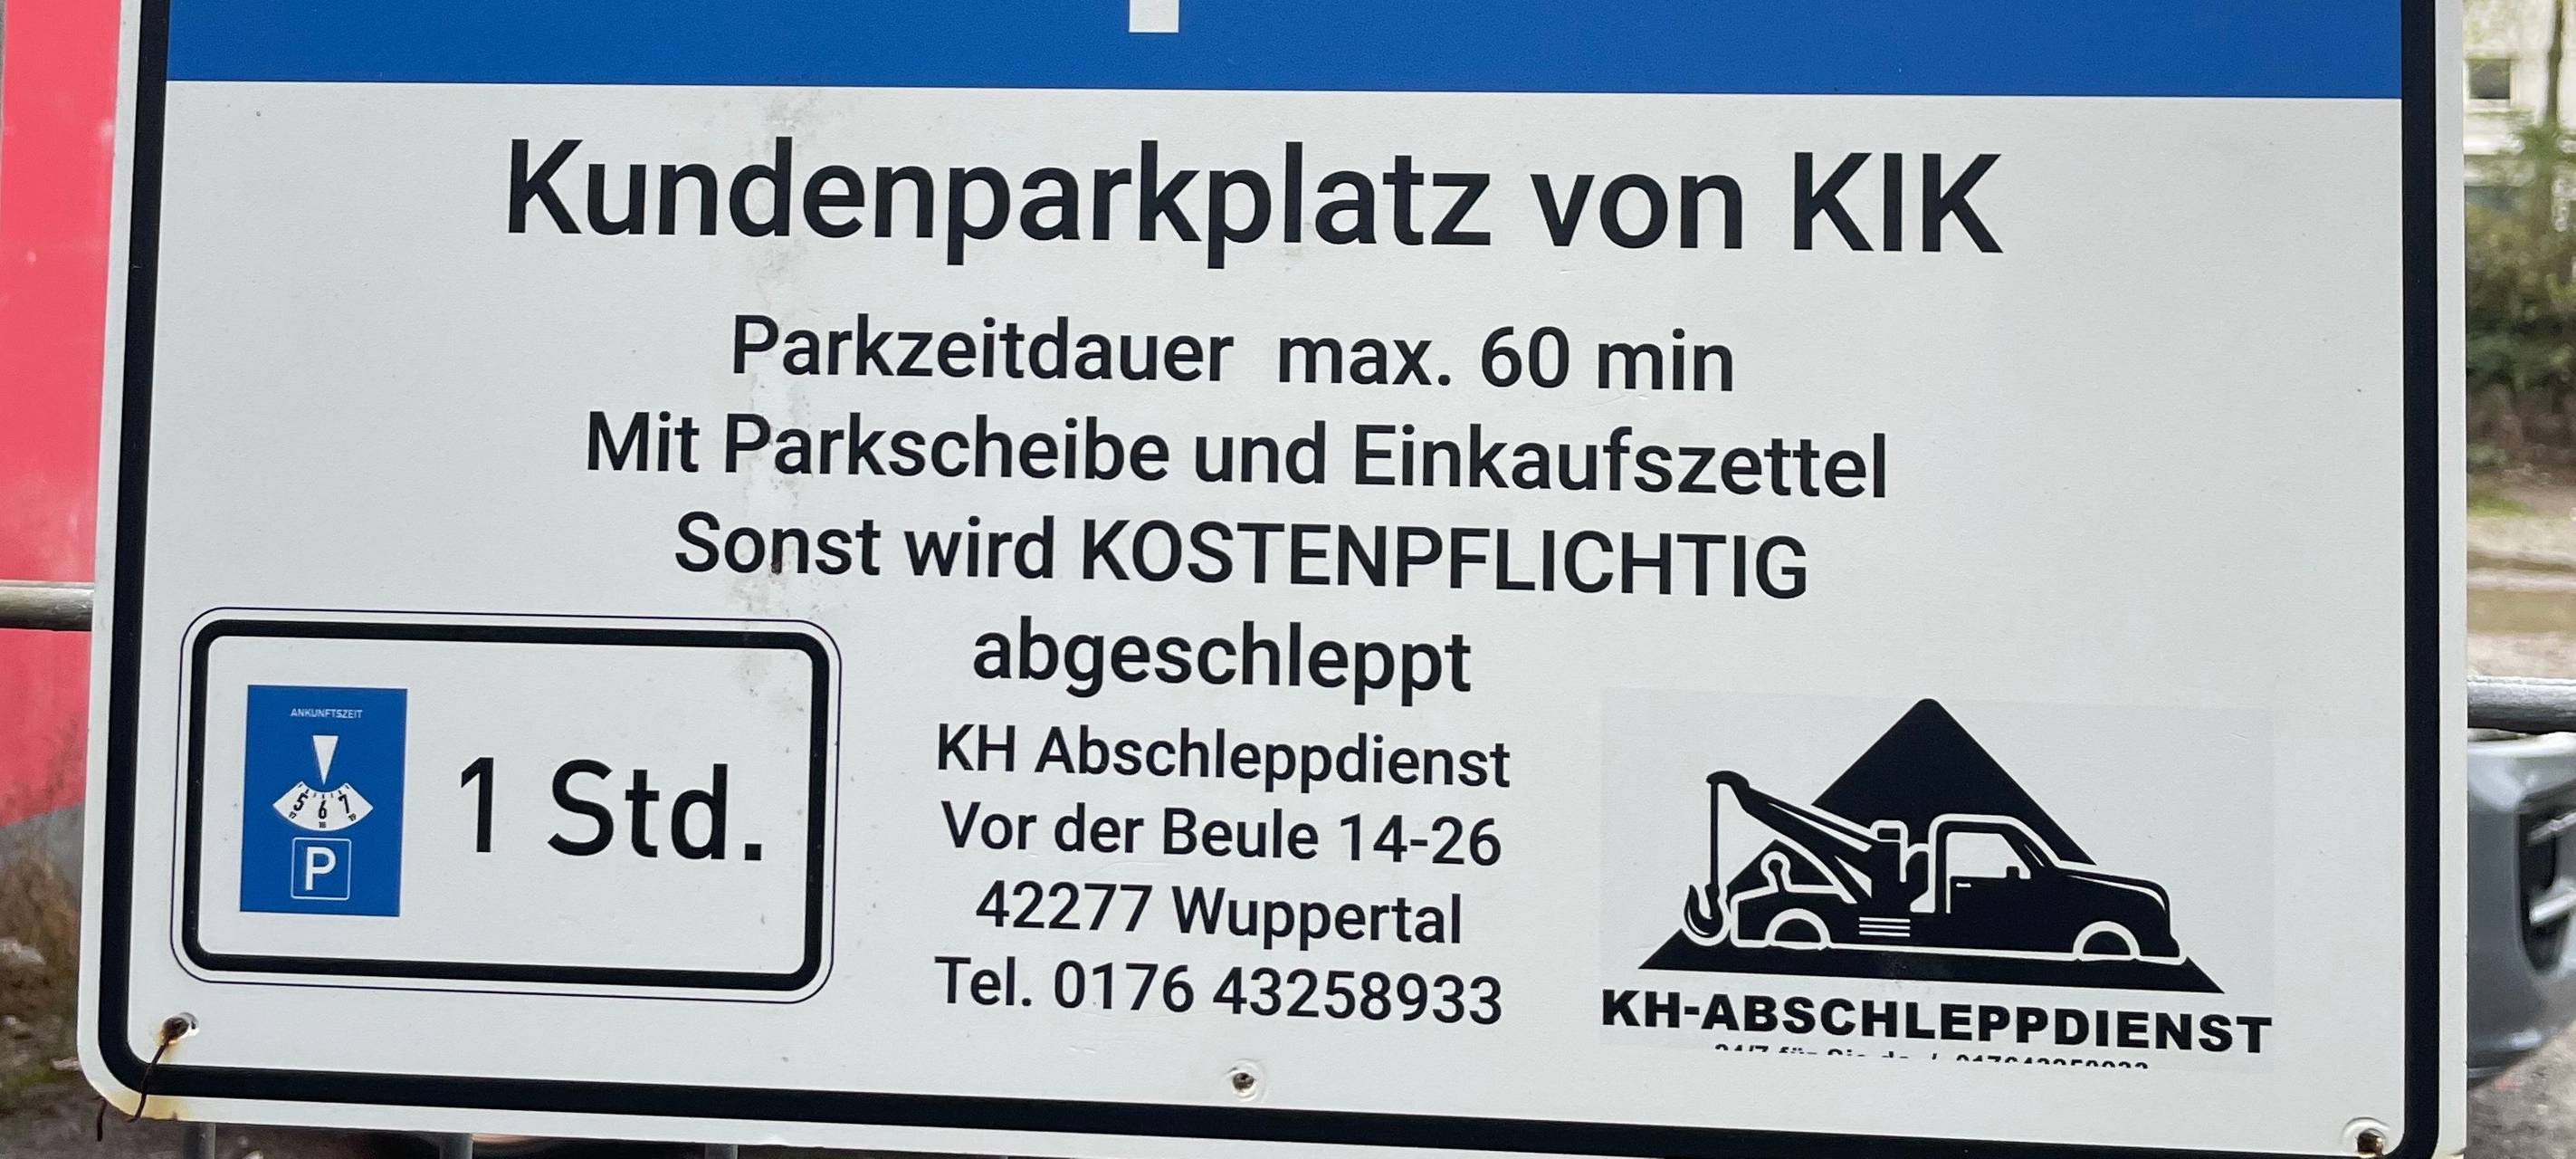 Kundenparkplatz von KIK
Parkzeitdauer max. 60 min
Mit Parkscheibe und Einkaufszettel
Sonst wird KOSTENPFLICHTIG
abgeschleppt
ANKUNFTSZEIT
5 6 7
P
1 Std.
KH Abschleppdienst
Vor der Beule 14-26
42277 Wuppertal
Tel. 0176 43258933
KH-ABSCHLEPPDIENST